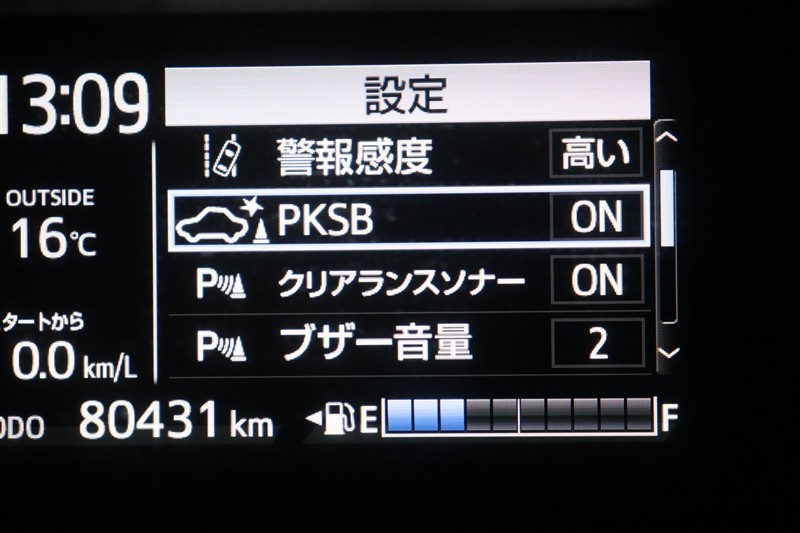 13:09
設定
警報感度 高い
PKSB ON
クリアランスソナー ON
ブザー音量 2
OUTSIDE
16℃
タートから
0.0 km/L
ODO 80431 km
E F